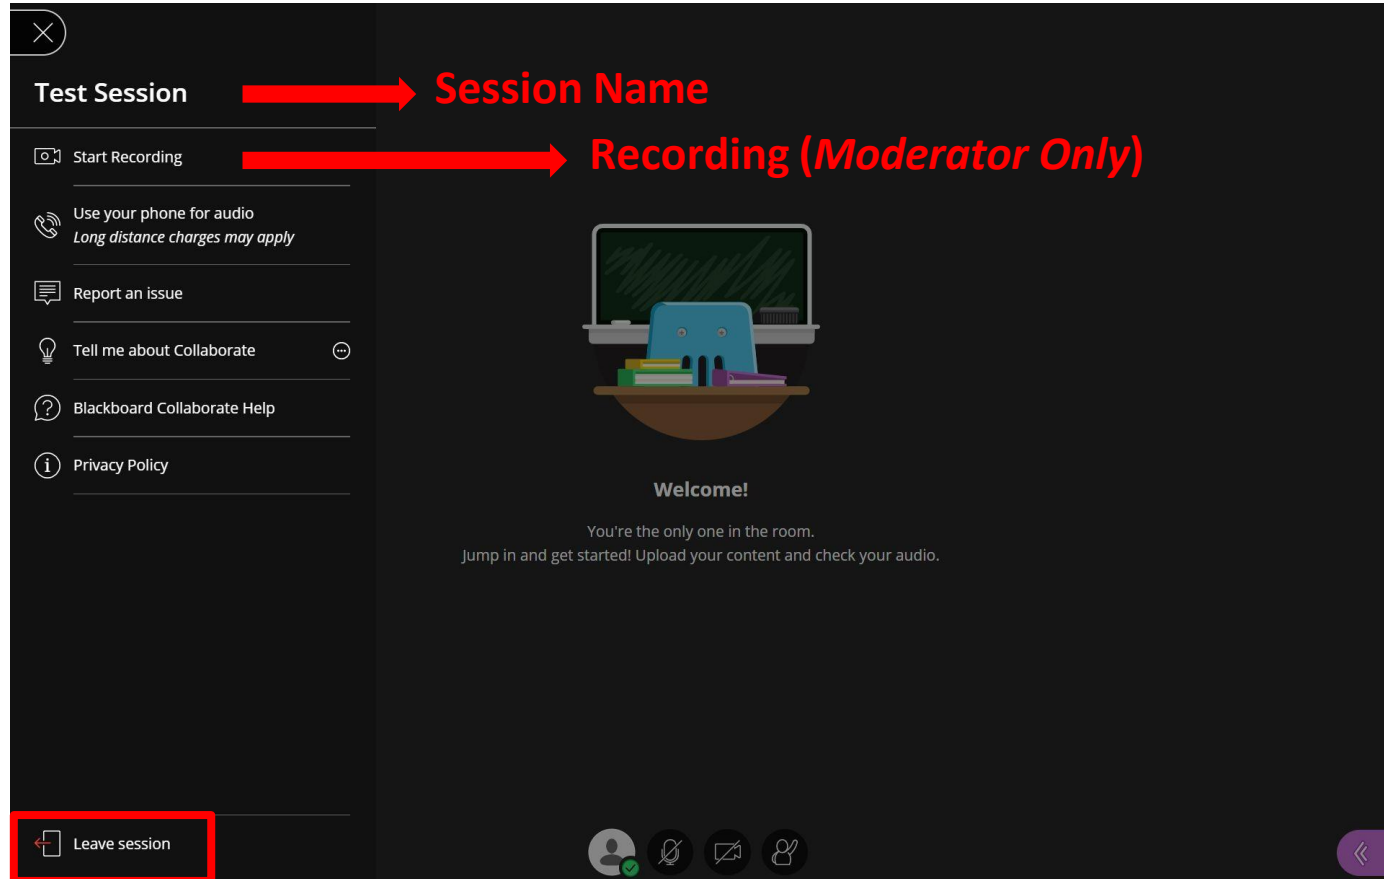 Test Session
Session Name
Start Recording
Recording (Moderator Only)
Use your phone for audio
Long distance charges may apply
Report an issue
Tell me about Collaborate
Blackboard Collaborate Help
Privacy Policy
Welcome!
You're the only one in the room.
Jump in and get started! Upload your content and check your audio.
Leave session